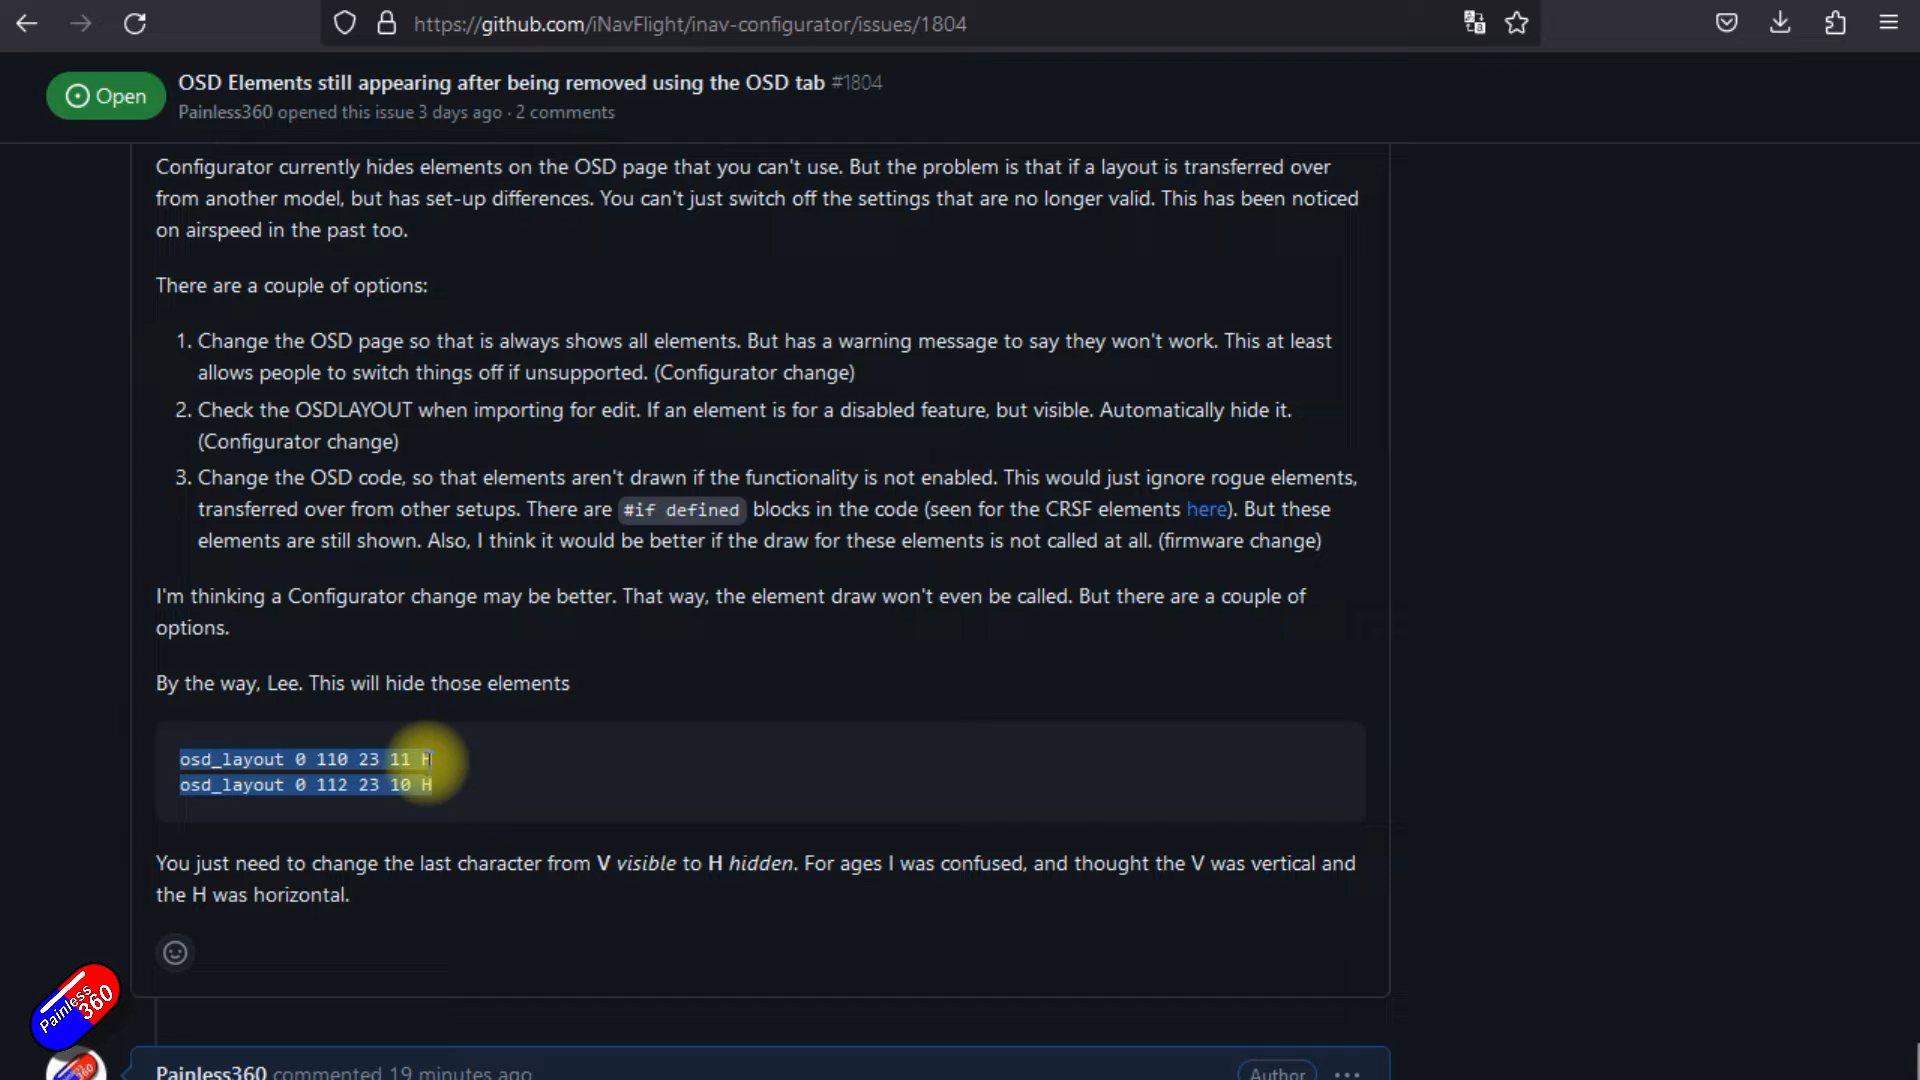 https://github.com/iNavFlight/inav-configurator/issues/1804
Open
OSD Elements still appearing after being removed using the OSD tab #1804
Painless360 opened this issue 3 days ago · 2 comments
Configurator currently hides elements on the OSD page that you can't use. But the problem is that if a layout is transferred over
from another model, but has set-up differences. You can't just switch off the settings that are no longer valid. This has been noticed
on airspeed in the past too.
There are a couple of options:
1. Change the OSD page so that is always shows all elements. But has a warning message to say they won't work. This at least
allows people to switch things off if unsupported. (Configurator change)
2. Check the OSDLAYOUT when importing for edit. If an element is for a disabled feature, but visible. Automatically hide it.
(Configurator change)
3. Change the OSD code, so that elements aren't drawn if the functionality is not enabled. This would just ignore rogue elements,
transferred over from other setups. There are #if defined blocks in the code (seen for the CRSF elements here). But these
elements are still shown. Also, I think it would be better if the draw for these elements is not called at all. (firmware change)
I'm thinking a Configurator change may be better. That way, the element draw won't even be called. But there are a couple of
options.
By the way, Lee. This will hide those elements
osd_layout 0 110 23 11 H
osd_layout 0 112 23 10 H
You just need to change the last character from V visible to H hidden. For ages I was confused, and thought the V was vertical and
the H was horizontal.
Painless360
Painless360 commented 19 minutes ago
Author